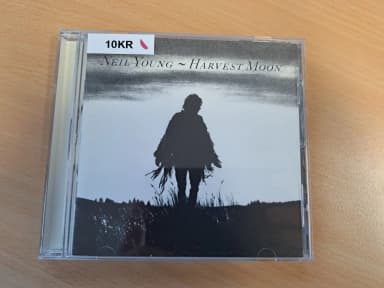 10KR
NEIL YOUNG ~ HARVEST MOON